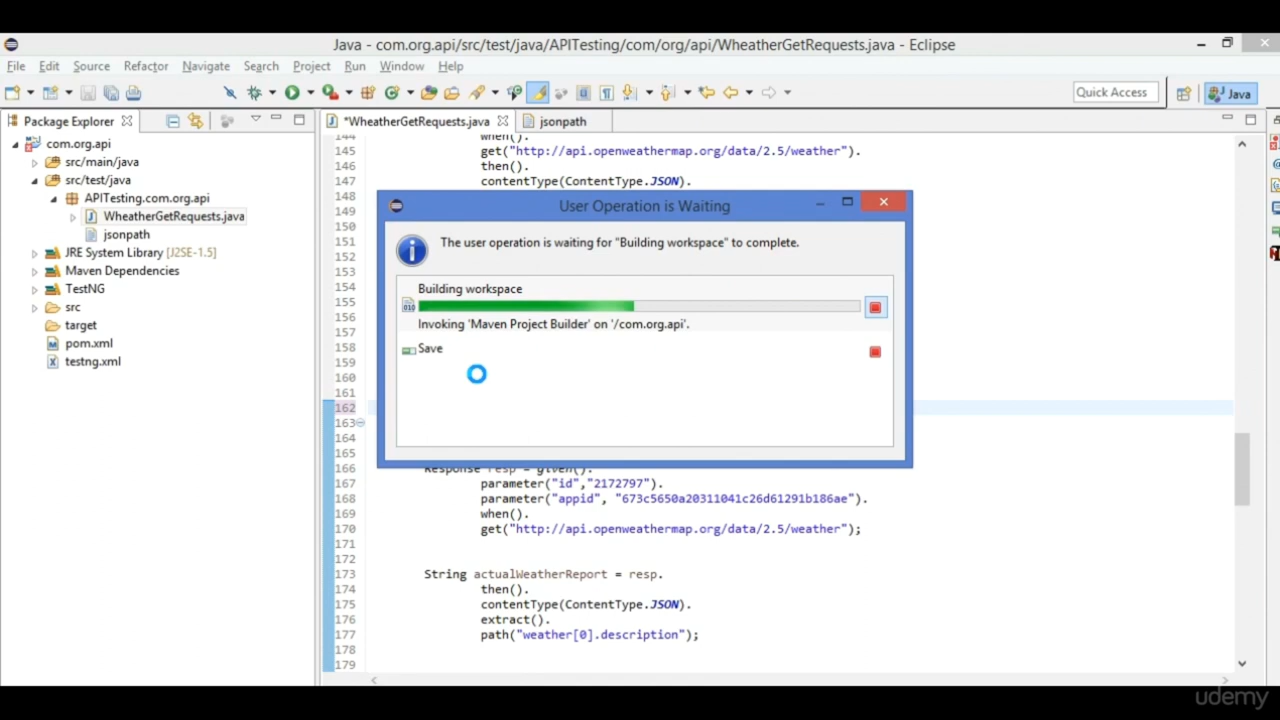 Java - com.org.api/src/test/java/APITesting/com/org/api/WheatherGetRequests.java - Eclipse
File Edit Source Refactor Navigate Search Project Run Window Help
Quick Access
Java
Package Explorer
*WheatherGetRequests.java
jsonpath
com.org.api
src/main/java
src/test/java
APITesting.com.org.api
WheatherGetRequests.java
jsonpath
JRE System Library [J2SE-1.5]
Maven Dependencies
TestNG
src
target
pom.xml
testng.xml
144 when().
145 get("http://api.openweathermap.org/data/2.5/weather").
146 then().
147 contentType(ContentType.JSON).
148
149
150
151
152
153
154
155
156
157
158
159
160
161
162
163
164
165
166 Response resp = given().
167 parameter("id","2172797").
168 parameter("appid", "673c5650a20311041c26d61291b186ae").
169 when().
170 get("http://api.openweathermap.org/data/2.5/weather");
171
172
173 String actualWeatherReport = resp.
174 then().
175 contentType(ContentType.JSON).
176 extract().
177 path("weather[0].description");
178
179
User Operation is Waiting
The user operation is waiting for "Building workspace" to complete.
Building workspace
010
Invoking 'Maven Project Builder' on '/com.org.api'.
Save
udemy